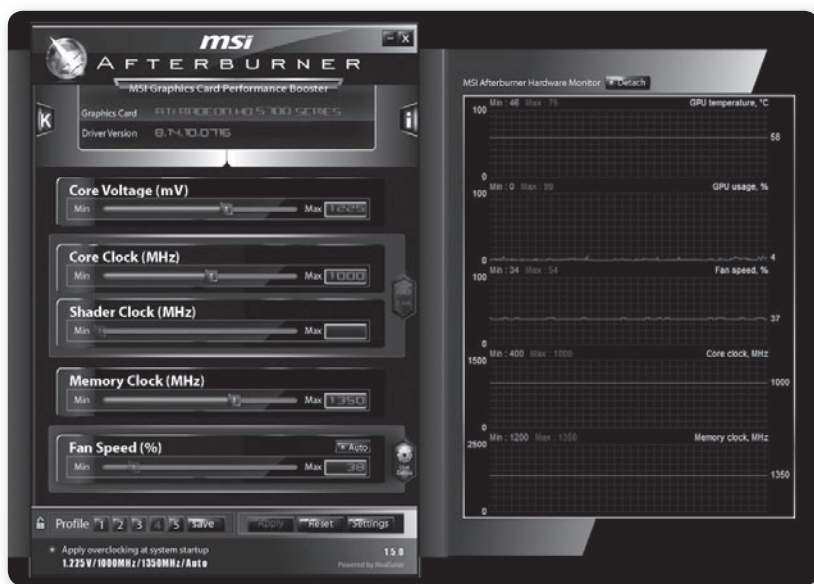 msi
AFTERBURNER
MSI Graphics Card Performance Booster
K
i
Graphics Card ATI RADEON HD 5700 SERIES
Driver Version 8.14.10.0716
Core Voltage (mV)
Min Max 1225
Core Clock (MHz)
Min Max 1000
Shader Clock (MHz)
Min Max
Memory Clock (MHz)
Min Max 1350
Fan Speed (%)
Auto
Min Max 38
User Define
Profile 1 2 3 4 5 Save Apply Reset Settings
Apply overclocking at system startup
1.5.0
1.225V/1000MHz/1350MHz/Auto
Powered by RivaTuner
MSI Afterburner Hardware Monitor Detach
100 Min : 46 Max : 75 GPU temperature, °C
58
0
100 Min : 0 Max : 99 GPU usage, %
4
0
100 Min : 34 Max : 54 Fan speed, %
37
0
1500 Min : 400 Max : 1000 Core clock, MHz
1000
0
2500 Min : 1200 Max : 1350 Memory clock, MHz
1350
0